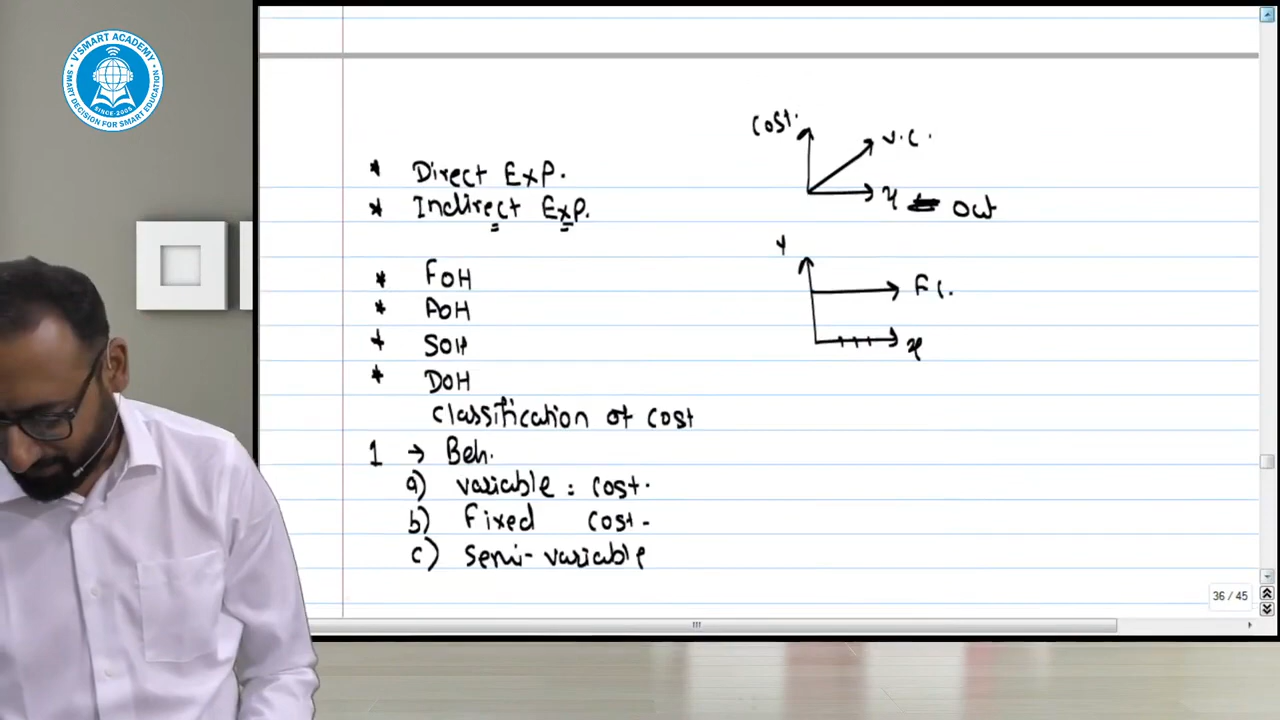 V'SMART ACADEMY
SMART DECISION FOR SMART EDUCATION
SINCE-2005
* Direct Exp.
* Indirect Exp.
* FOH
* AOH
* SOH
* DOH
Classification of cost
1 → Beh.
a) variable : cost.
b) Fixed cost-
c) Semi-variable
cost.
v.c.
x out
y
F c.
x
36 / 45